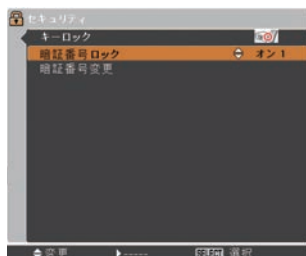 セキュリティ
キーロック
暗証番号ロック オン 1
暗証番号変更
変更 ----- SELECT 選択